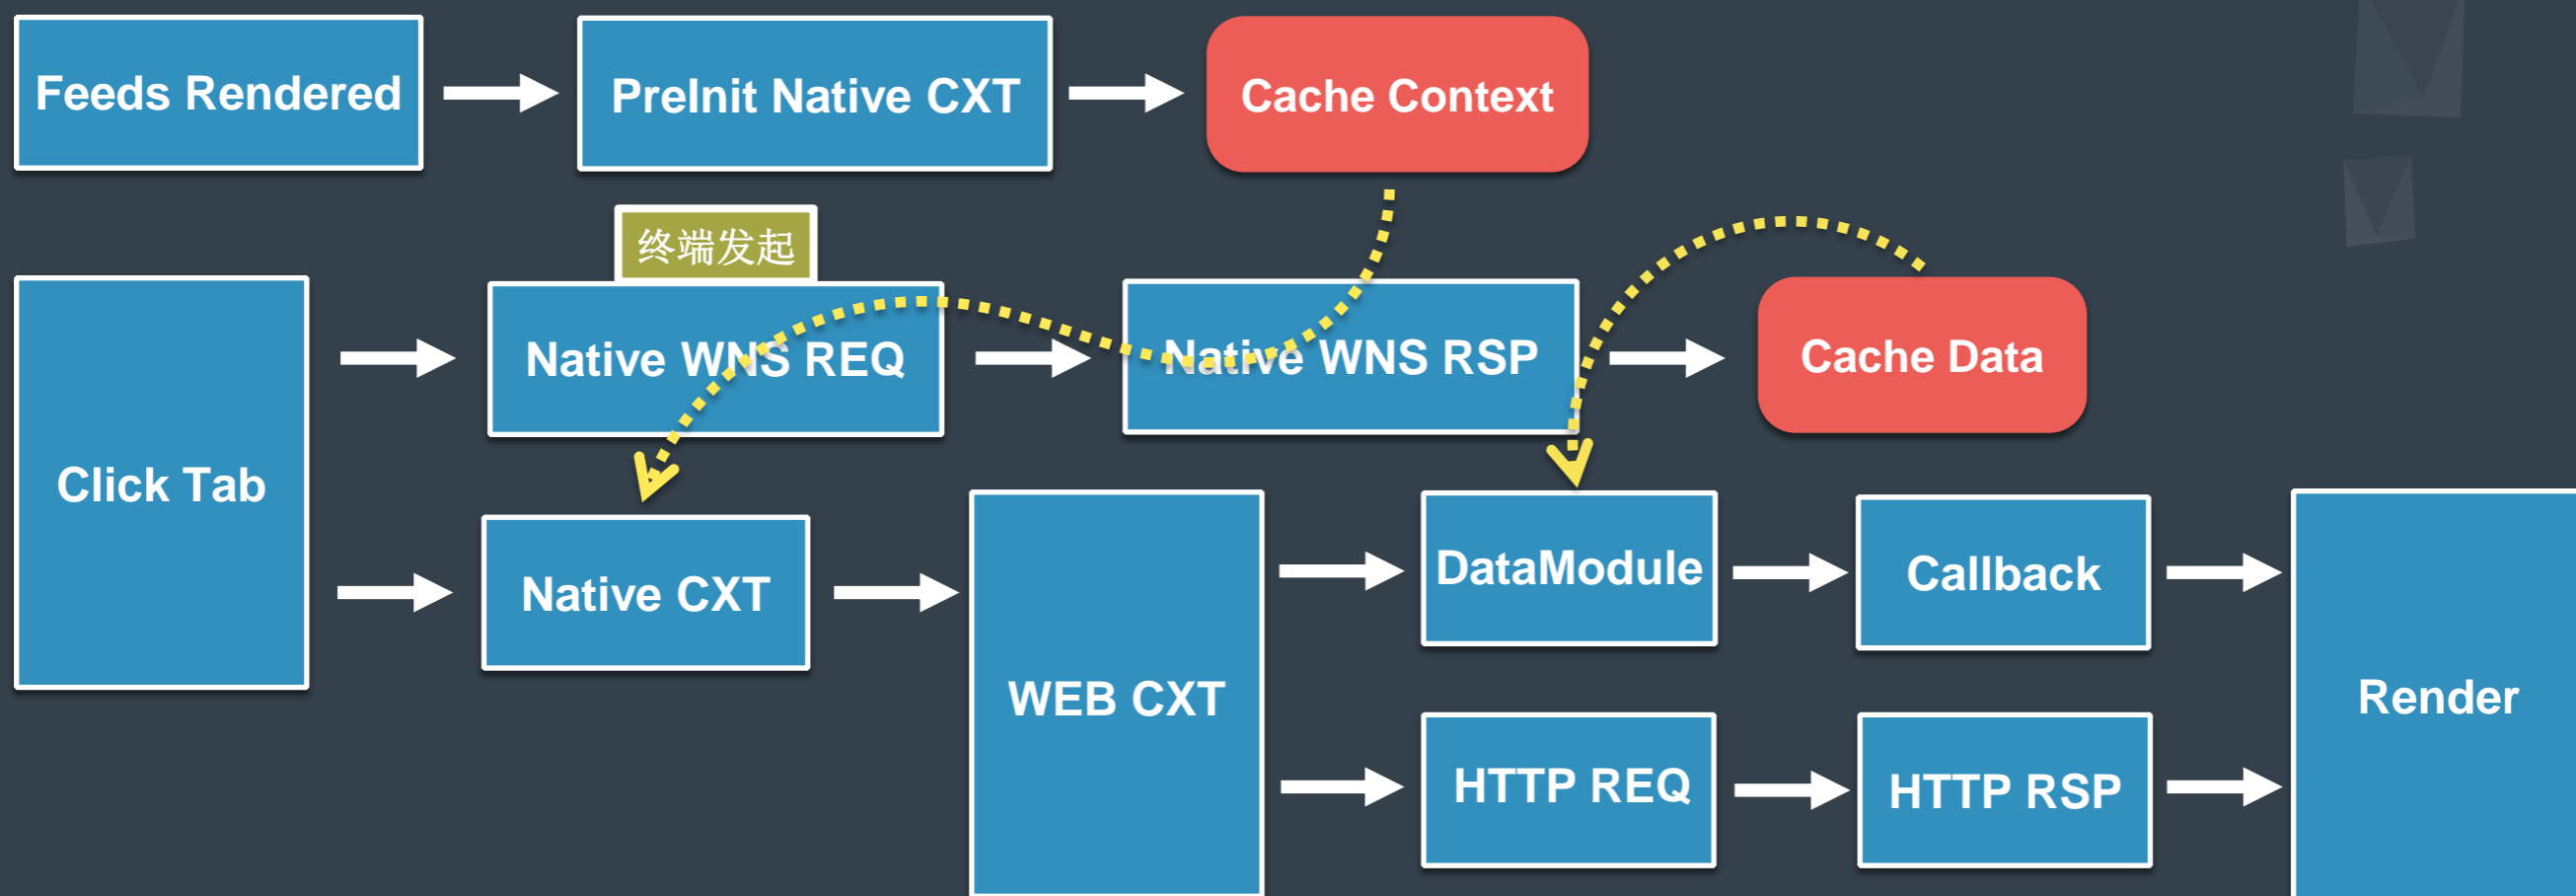 Feeds Rendered
PreInit Native CXT
Cache Context
终端发起
Click Tab
Native WNS REQ
Native WNS RSP
Cache Data
Native CXT
WEB CXT
DataModule
Callback
Render
HTTP REQ
HTTP RSP